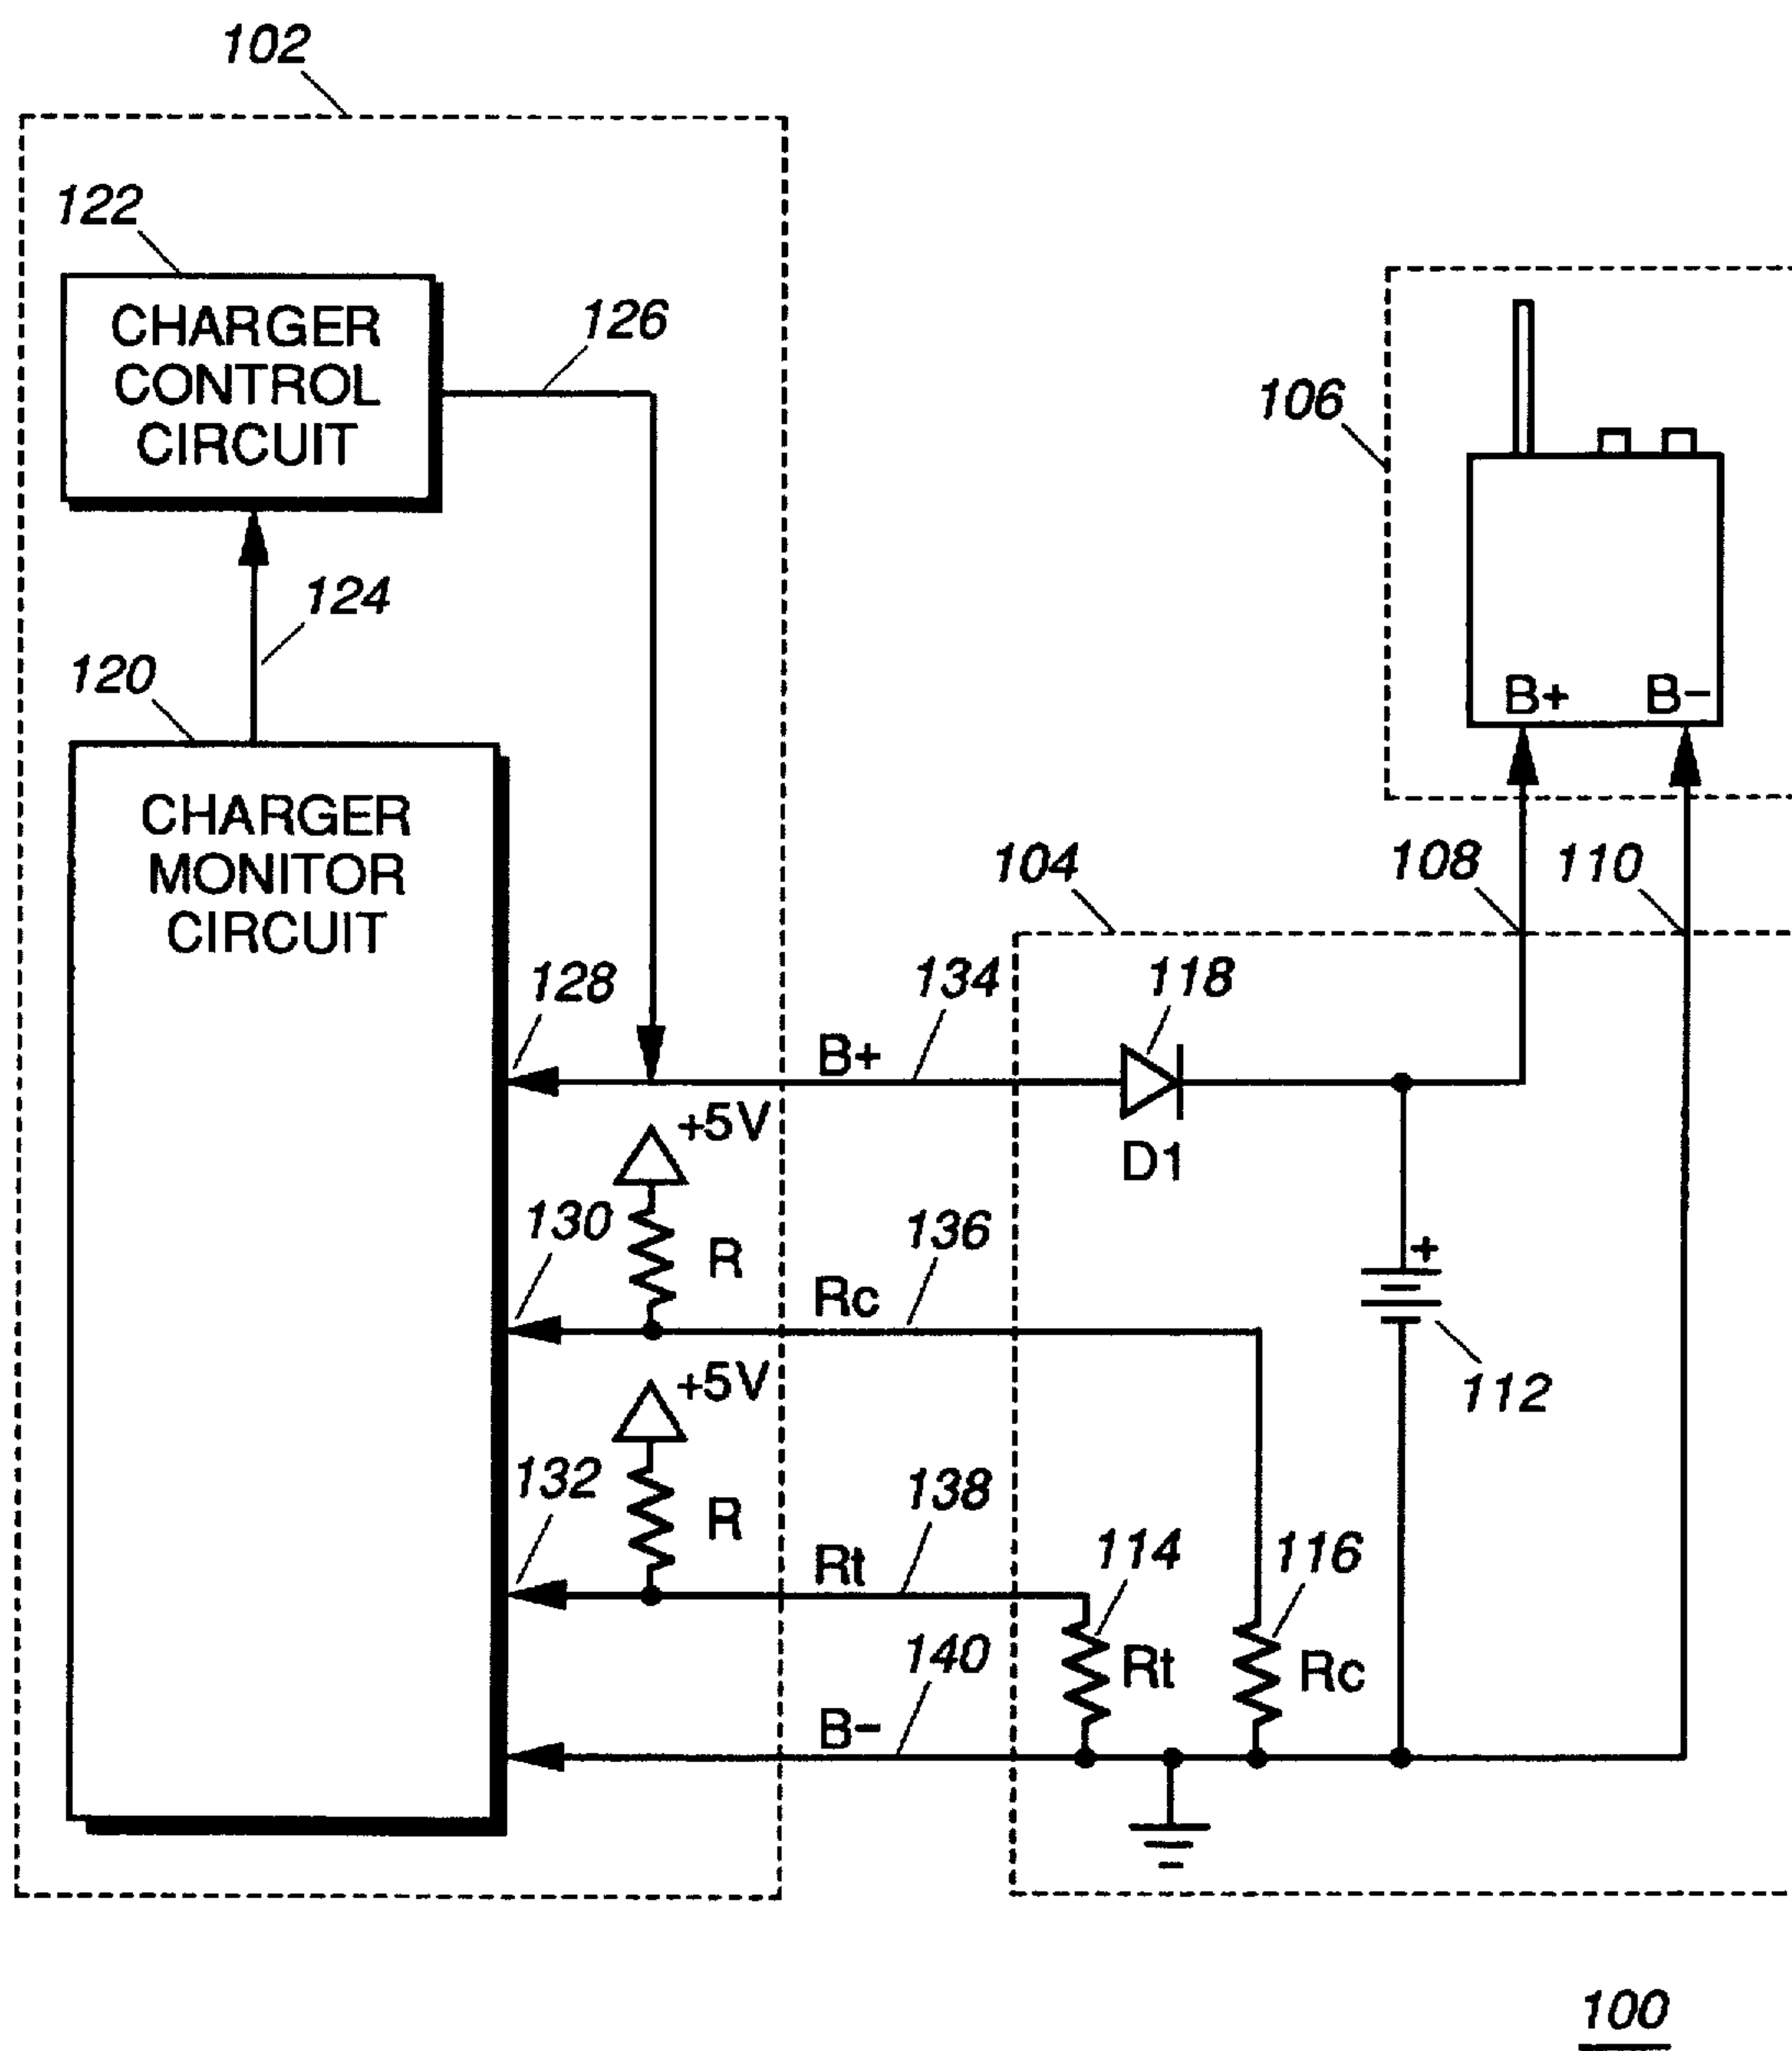 102
122
CHARGER
CONTROL
CIRCUIT
126
106
124
120
B+ B−
CHARGER
MONITOR
CIRCUIT
104
108
110
128
134
118
B+
+5V
D1
130
136
R
Rc
+
+5V
112
132
138
R
Rt
114
116
140
Rt
Rc
B−
100